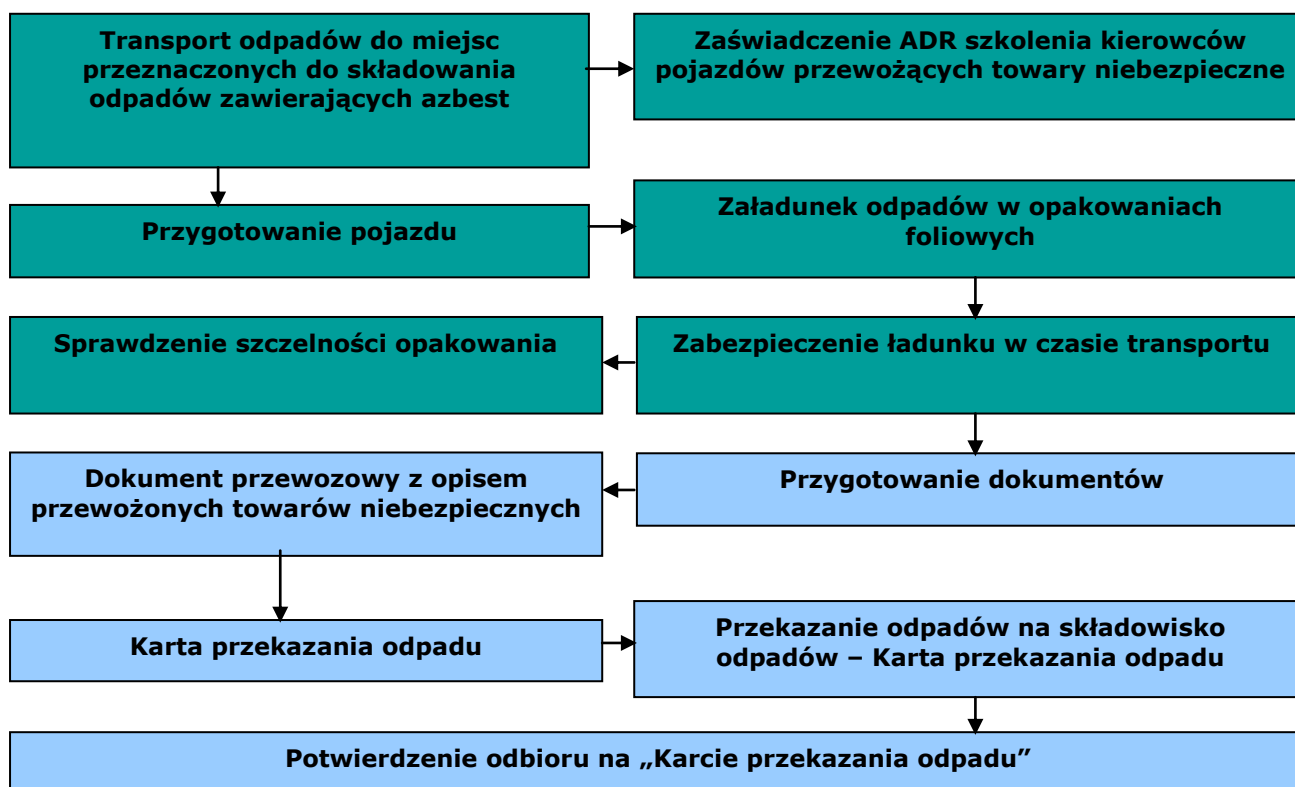 Transport odpadów do miejsc
przeznaczonych do składowania
odpadów zawierających azbest
Zaświadczenie ADR szkolenia kierowców
pojazdów przewożących towary niebezpieczne
Przygotowanie pojazdu
Załadunek odpadów w opakowaniach
foliowych
Sprawdzenie szczelności opakowania
Zabezpieczenie ładunku w czasie transportu
Dokument przewozowy z opisem
przewożonych towarów niebezpiecznych
Przygotowanie dokumentów
Karta przekazania odpadu
Przekazanie odpadów na składowisko
odpadów – Karta przekazania odpadu
Potwierdzenie odbioru na „Karcie przekazania odpadu”